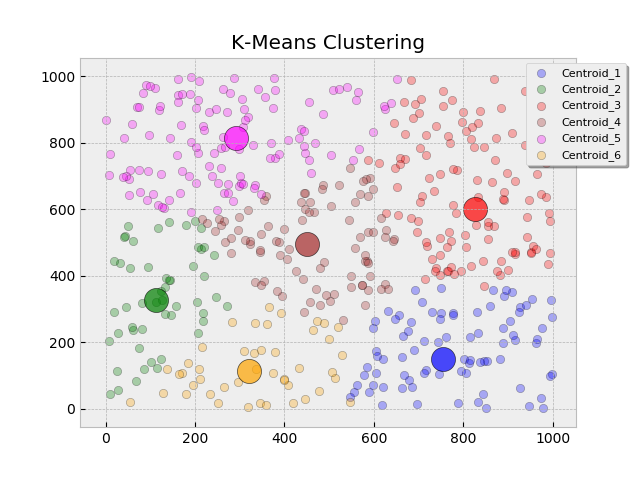 K-Means Clustering
1000
800
600
400
200
0
0 200 400 600 800 1000
Centroid_1
Centroid_2
Centroid_3
Centroid_4
Centroid_5
Centroid_6